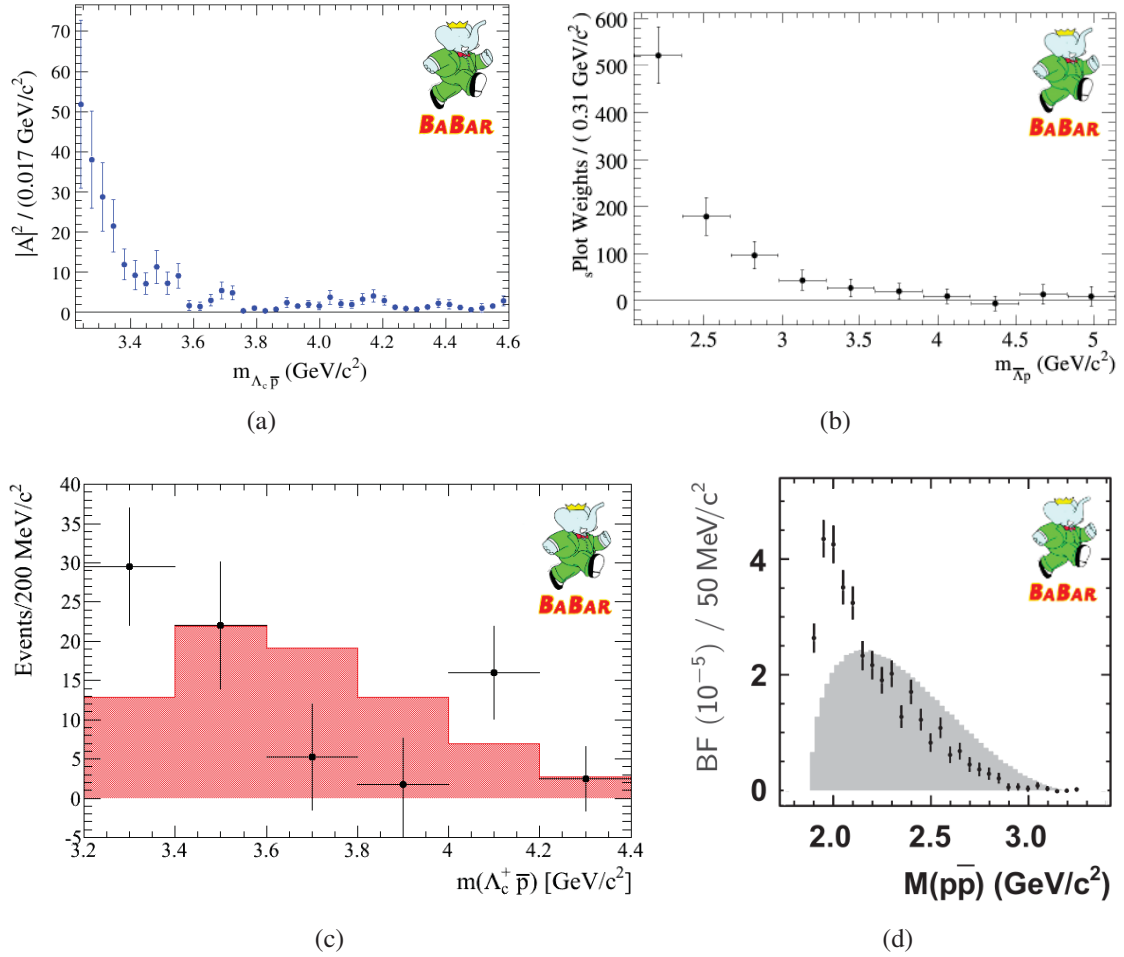 |A|² / (0.017 GeV/c²)
70
60
50
40
30
20
10
0
3.4 3.6 3.8 4.0 4.2 4.4 4.6
m_Λc p̅ (GeV/c²)
BABAR
(a)
sPlot Weights / ( 0.31 GeV/c²)
600
500
400
300
200
100
0
2.5 3 3.5 4 4.5 5
m_Λ̅p (GeV/c²)
BABAR
(b)
Events/200 MeV/c²
40
35
30
25
20
15
10
5
0
-5
3.2 3.4 3.6 3.8 4 4.2 4.4
m(Λc⁺ p̅) [GeV/c²]
BABAR
(c)
BF (10⁻⁵) / 50 MeV/c²
4
2
0
2.0 2.5 3.0
M(pp̅) (GeV/c²)
BABAR
(d)